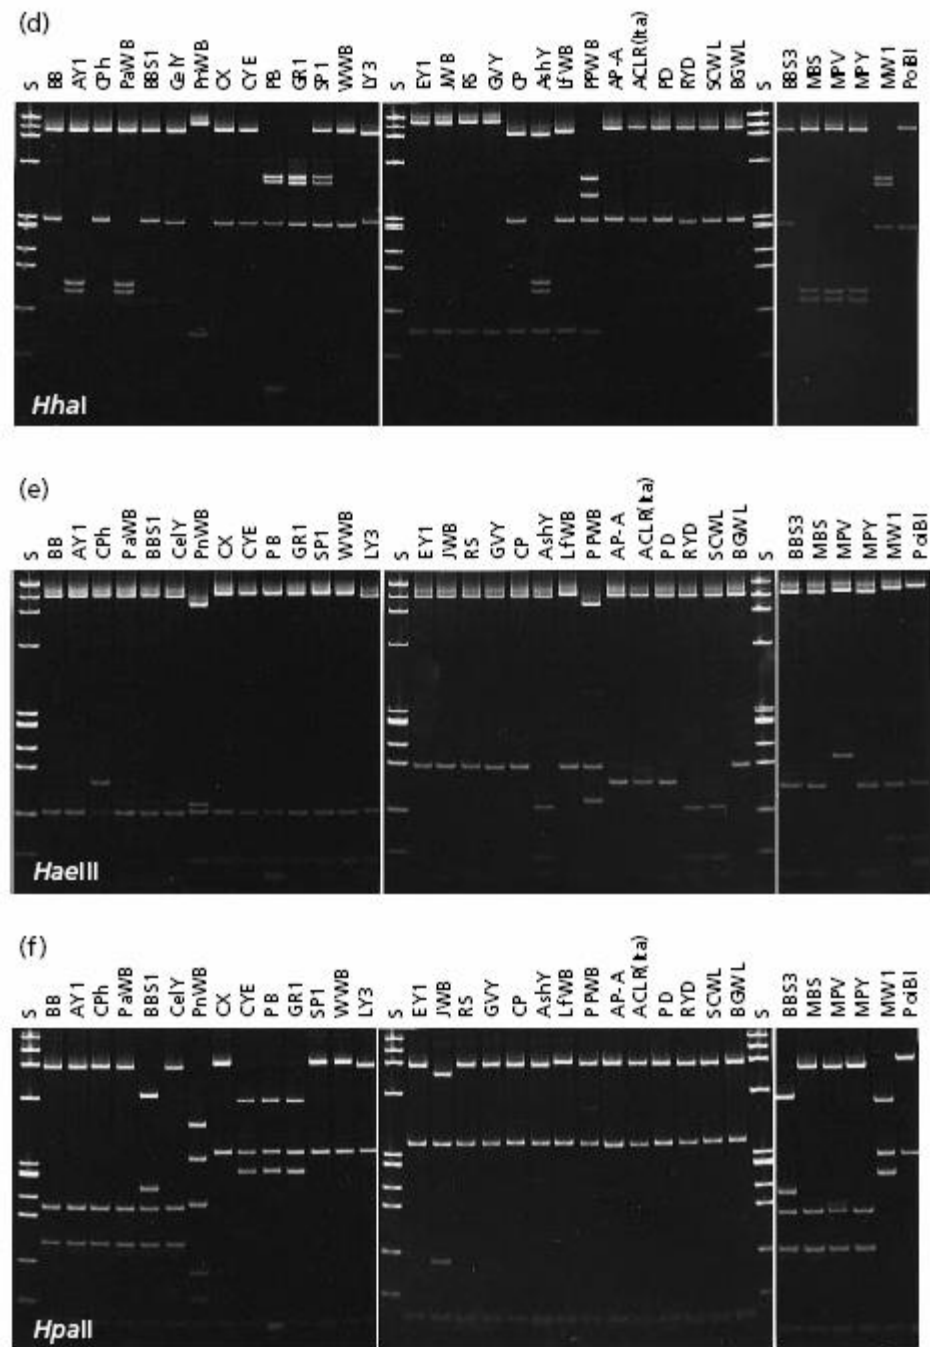 (d)
S BB AY1 CPh PaWB BBS1 CelY PnWB CX CYE PB GR1 SP1 WWB LY3 S EY1 JWB RS GVY CP AshY LfWB PPWB AP-A ACLR(Ita) PD RYD SCWL BGWL S BBS3 MBS MPV MPY MW1 PoiBI
HhaI
(e)
S BB AY1 CPh PaWB BBS1 CelY PnWB CX CYE PB GR1 SP1 WWB LY3 S EY1 JWB RS GVY CP AshY LfWB PPWB AP-A ACLR(Ita) PD RYD SCWL BGWL S BBS3 MBS MPV MPY MW1 PoiBI
HaeIII
(f)
S BB AY1 CPh PaWB BBS1 CelY PnWB CX CYE PB GR1 SP1 WWB LY3 S EY1 JWB RS GVY CP AshY LfWB PPWB AP-A ACLR(Ita) PD RYD SCWL BGWL S BBS3 MBS MPV MPY MW1 PoiBI
HpaII